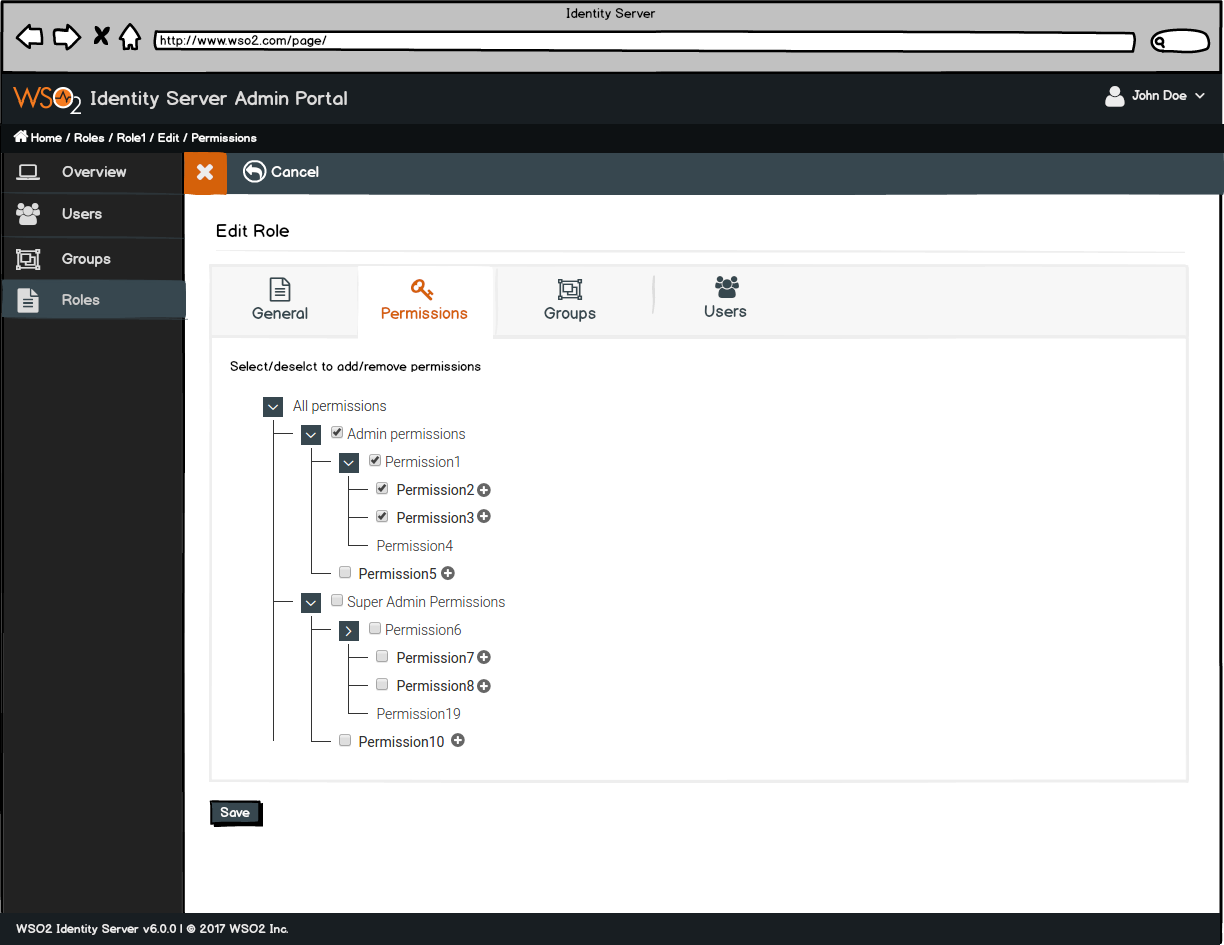 Identity Server
http://www.wso2.com/page/
WSO2 Identity Server Admin Portal
John Doe
Home / Roles / Role1 / Edit / Permissions
Overview
Cancel
Users
Groups
Roles
Edit Role
General
Permissions
Groups
Users
Select/deselct to add/remove permissions
All permissions
Admin permissions
Permission1
Permission2
Permission3
Permission4
Permission5
Super Admin Permissions
Permission6
Permission7
Permission8
Permission19
Permission10
Save
WSO2 Identity Server v6.0.0 | © 2017 WSO2 Inc.